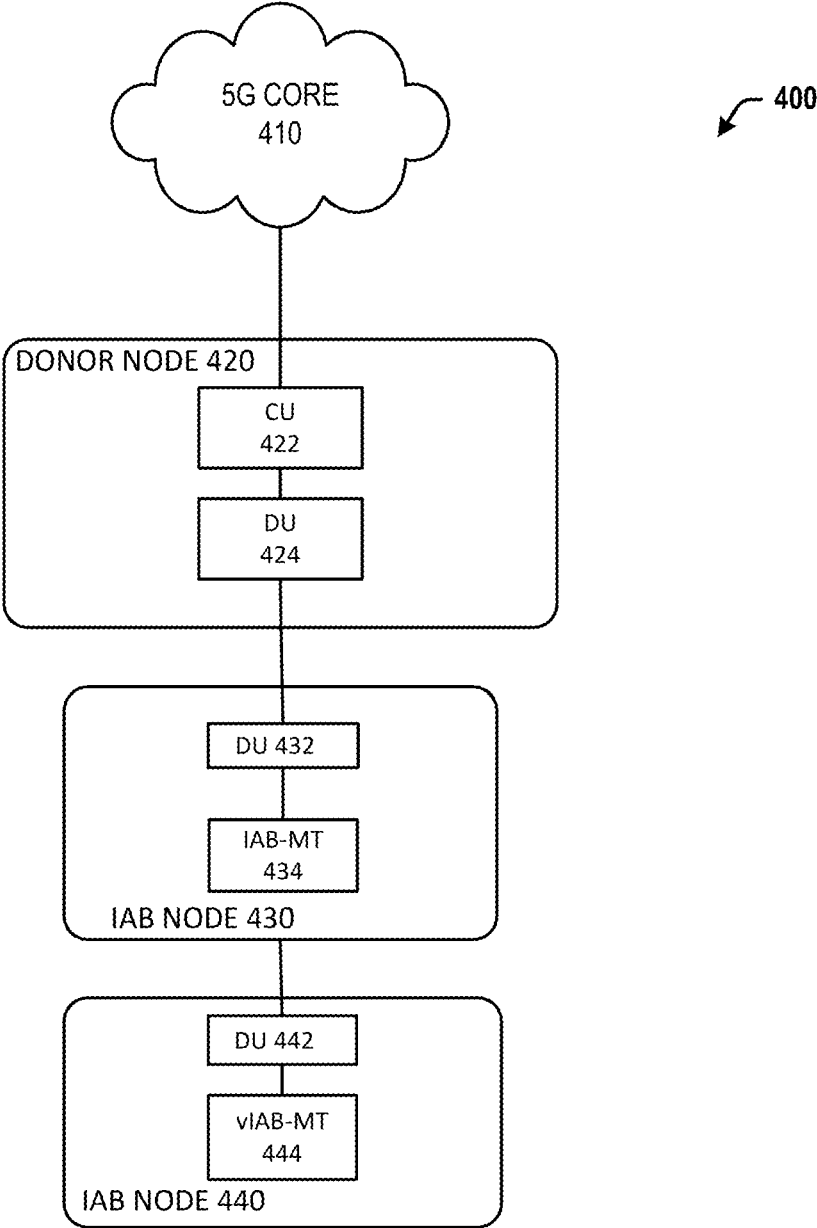 5G CORE
410
400
DONOR NODE 420
CU
422
DU
424
DU 432
IAB-MT
434
IAB NODE 430
DU 442
vIAB-MT
444
IAB NODE 440